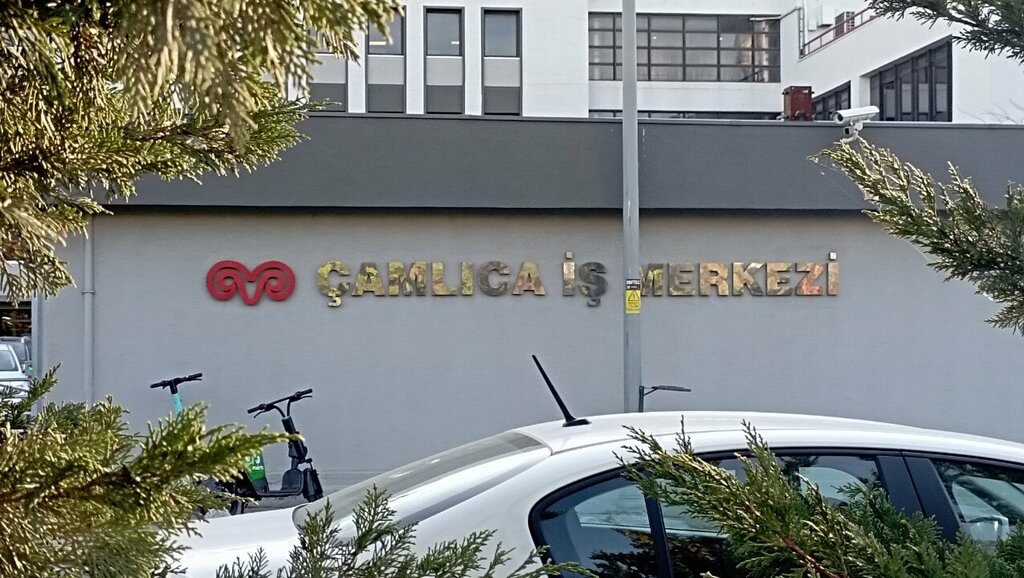 ÇAMLICA İŞ MERKEZİ